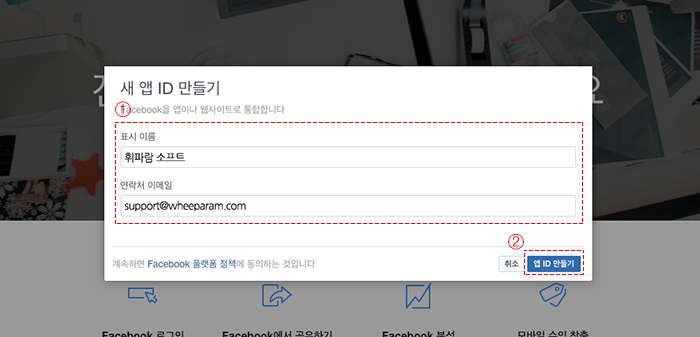 새 앱 ID 만들기
① Facebook을 앱이나 웹사이트로 통합합니다
표시 이름
휘파람 소프트
연락처 이메일
support@wheeparam.com
②
계속하면 Facebook 플랫폼 정책에 동의하는 것입니다
취소
앱 ID 만들기
Facebook 로그인
Facebook에서 공유하기
Facebook 분석
모바일 수익 창출